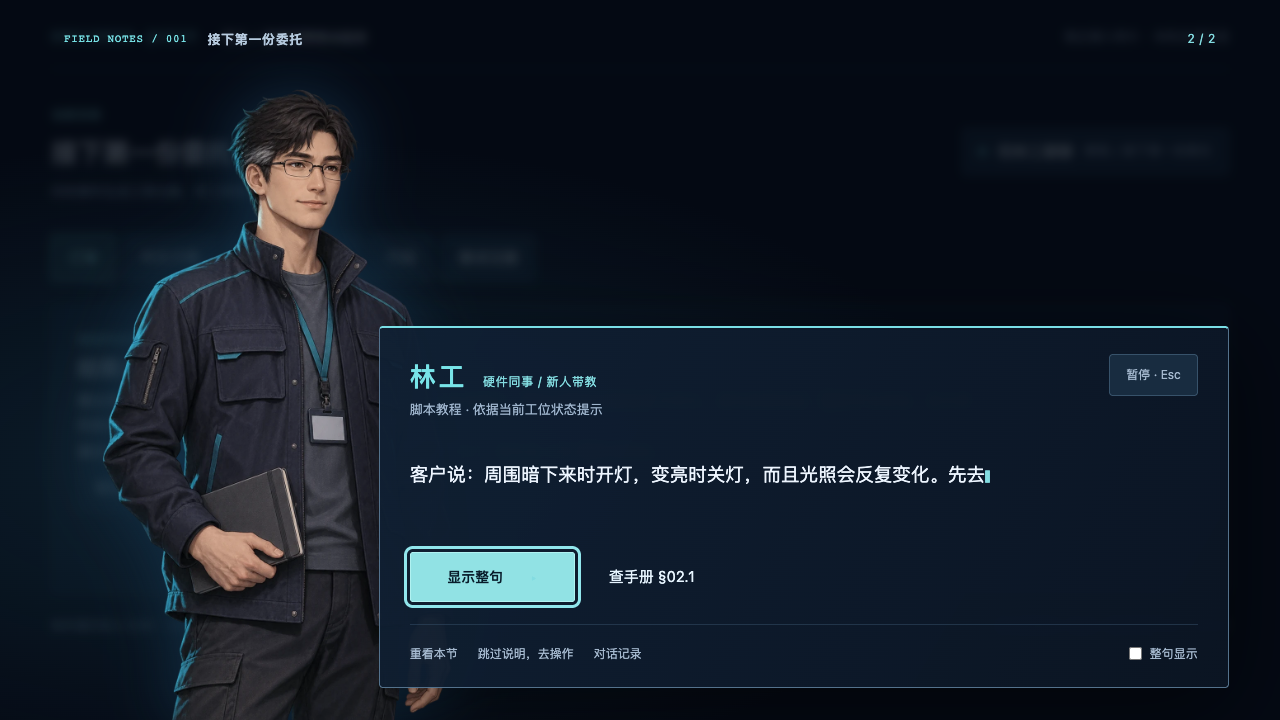 FIELD NOTES / 001 接下第一份委托
2 / 2
林工 硬件同事 / 新人带教
暂停 · Esc
脚本教程 · 依据当前工位状态提示
客户说：周围暗下来时开灯，变亮时关灯，而且光照会反复变化。先去
显示整句
查手册 §02.1
重看本节 跳过说明，去操作 对话记录
整句显示